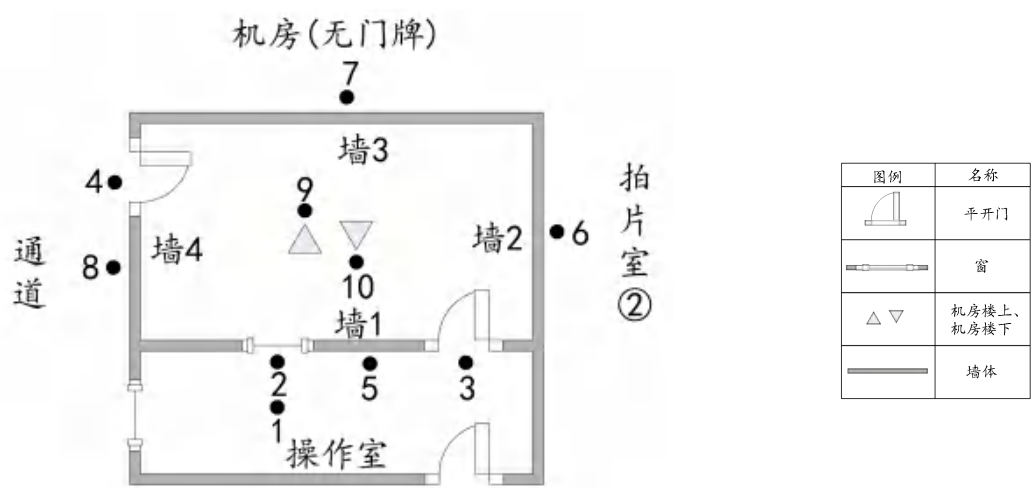 机房(无门牌)
7
墙3
4
9
拍片室②
墙4
墙2
6
通道
8
10
墙1
2
5
3
1
操作室
图例 名称
平开门
窗
机房楼上、
机房楼下
墙体